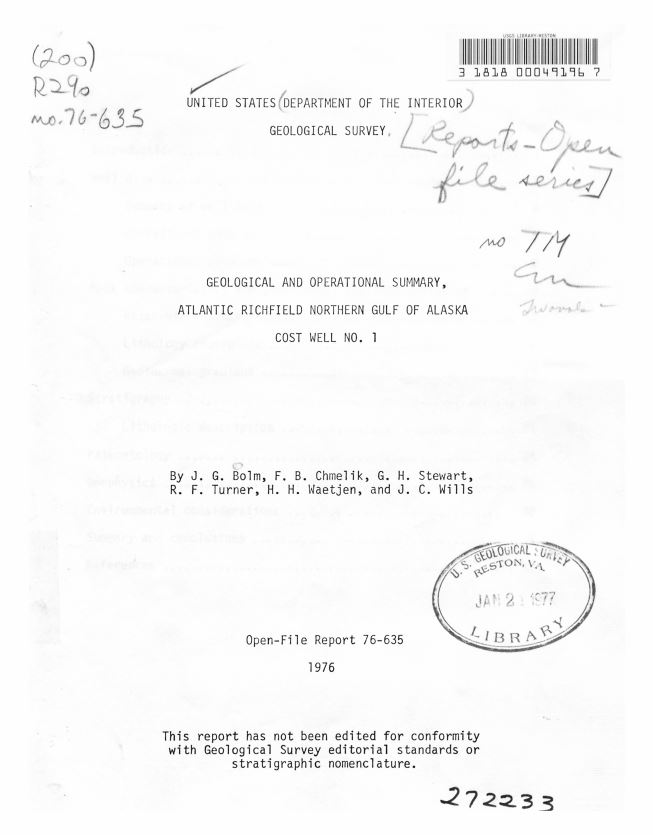 USGS LIBRARY-RESTON
3 1818 00049196 7
(200)
R290
no. 76-635
UNITED STATES (DEPARTMENT OF THE INTERIOR)
GEOLOGICAL SURVEY.
[Reports - Open
file series]
no TM
GEOLOGICAL AND OPERATIONAL SUMMARY,
ATLANTIC RICHFIELD NORTHERN GULF OF ALASKA
COST WELL NO. 1
By J. G. Bolm, F. B. Chmelik, G. H. Stewart,
R. F. Turner, H. H. Waetjen, and J. C. Wills
U. S. GEOLOGICAL SURVEY
RESTON, VA.
JAN 2 1977
LIBRARY
Open-File Report 76-635
1976
This report has not been edited for conformity
with Geological Survey editorial standards or
stratigraphic nomenclature.
272233